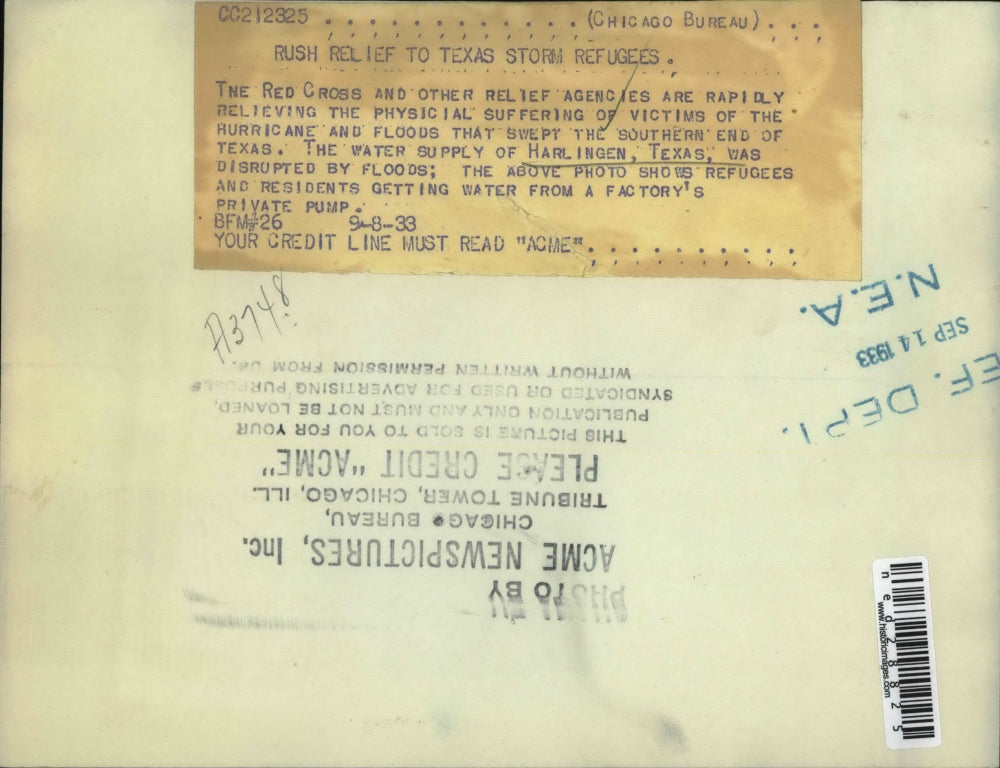 CC212325 . . . . . . . . . . . . . (CHICAGO BUREAU) . . .
RUSH RELIEF TO TEXAS STORM REFUGEES.
THE RED CROSS AND OTHER RELIEF AGENCIES ARE RAPIDLY
RELIEVING THE PHYSICIAL SUFFERING OF VICTIMS OF THE
HURRICANE AND FLOODS THAT SWEPT THE SOUTHERN END OF
TEXAS. THE WATER SUPPLY OF HARLINGEN, TEXAS, WAS
DISRUPTED BY FLOODS; THE ABOVE PHOTO SHOWS REFUGEES
AND RESIDENTS GETTING WATER FROM A FACTORY'S
PRIVATE PUMP.
BFM#26 9-8-33
YOUR CREDIT LINE MUST READ "ACME". . . . . . . . . .
A3748
N.E.A.
SEP 14 1933
EF. DEPT.
PHOTO BY
ACME NEWSPICTURES, Inc.
CHICAGO BUREAU,
TRIBUNE TOWER, CHICAGO, ILL.
PLEASE CREDIT "ACME"
THIS PICTURE IS SOLD TO YOU FOR YOUR
PUBLICATION ONLY AND MUST NOT BE LOANED,
SYNDICATED OR USED FOR ADVERTISING PURPOSES
WITHOUT WRITTEN PERMISSION FROM US.
ned28825
www.historicimages.com